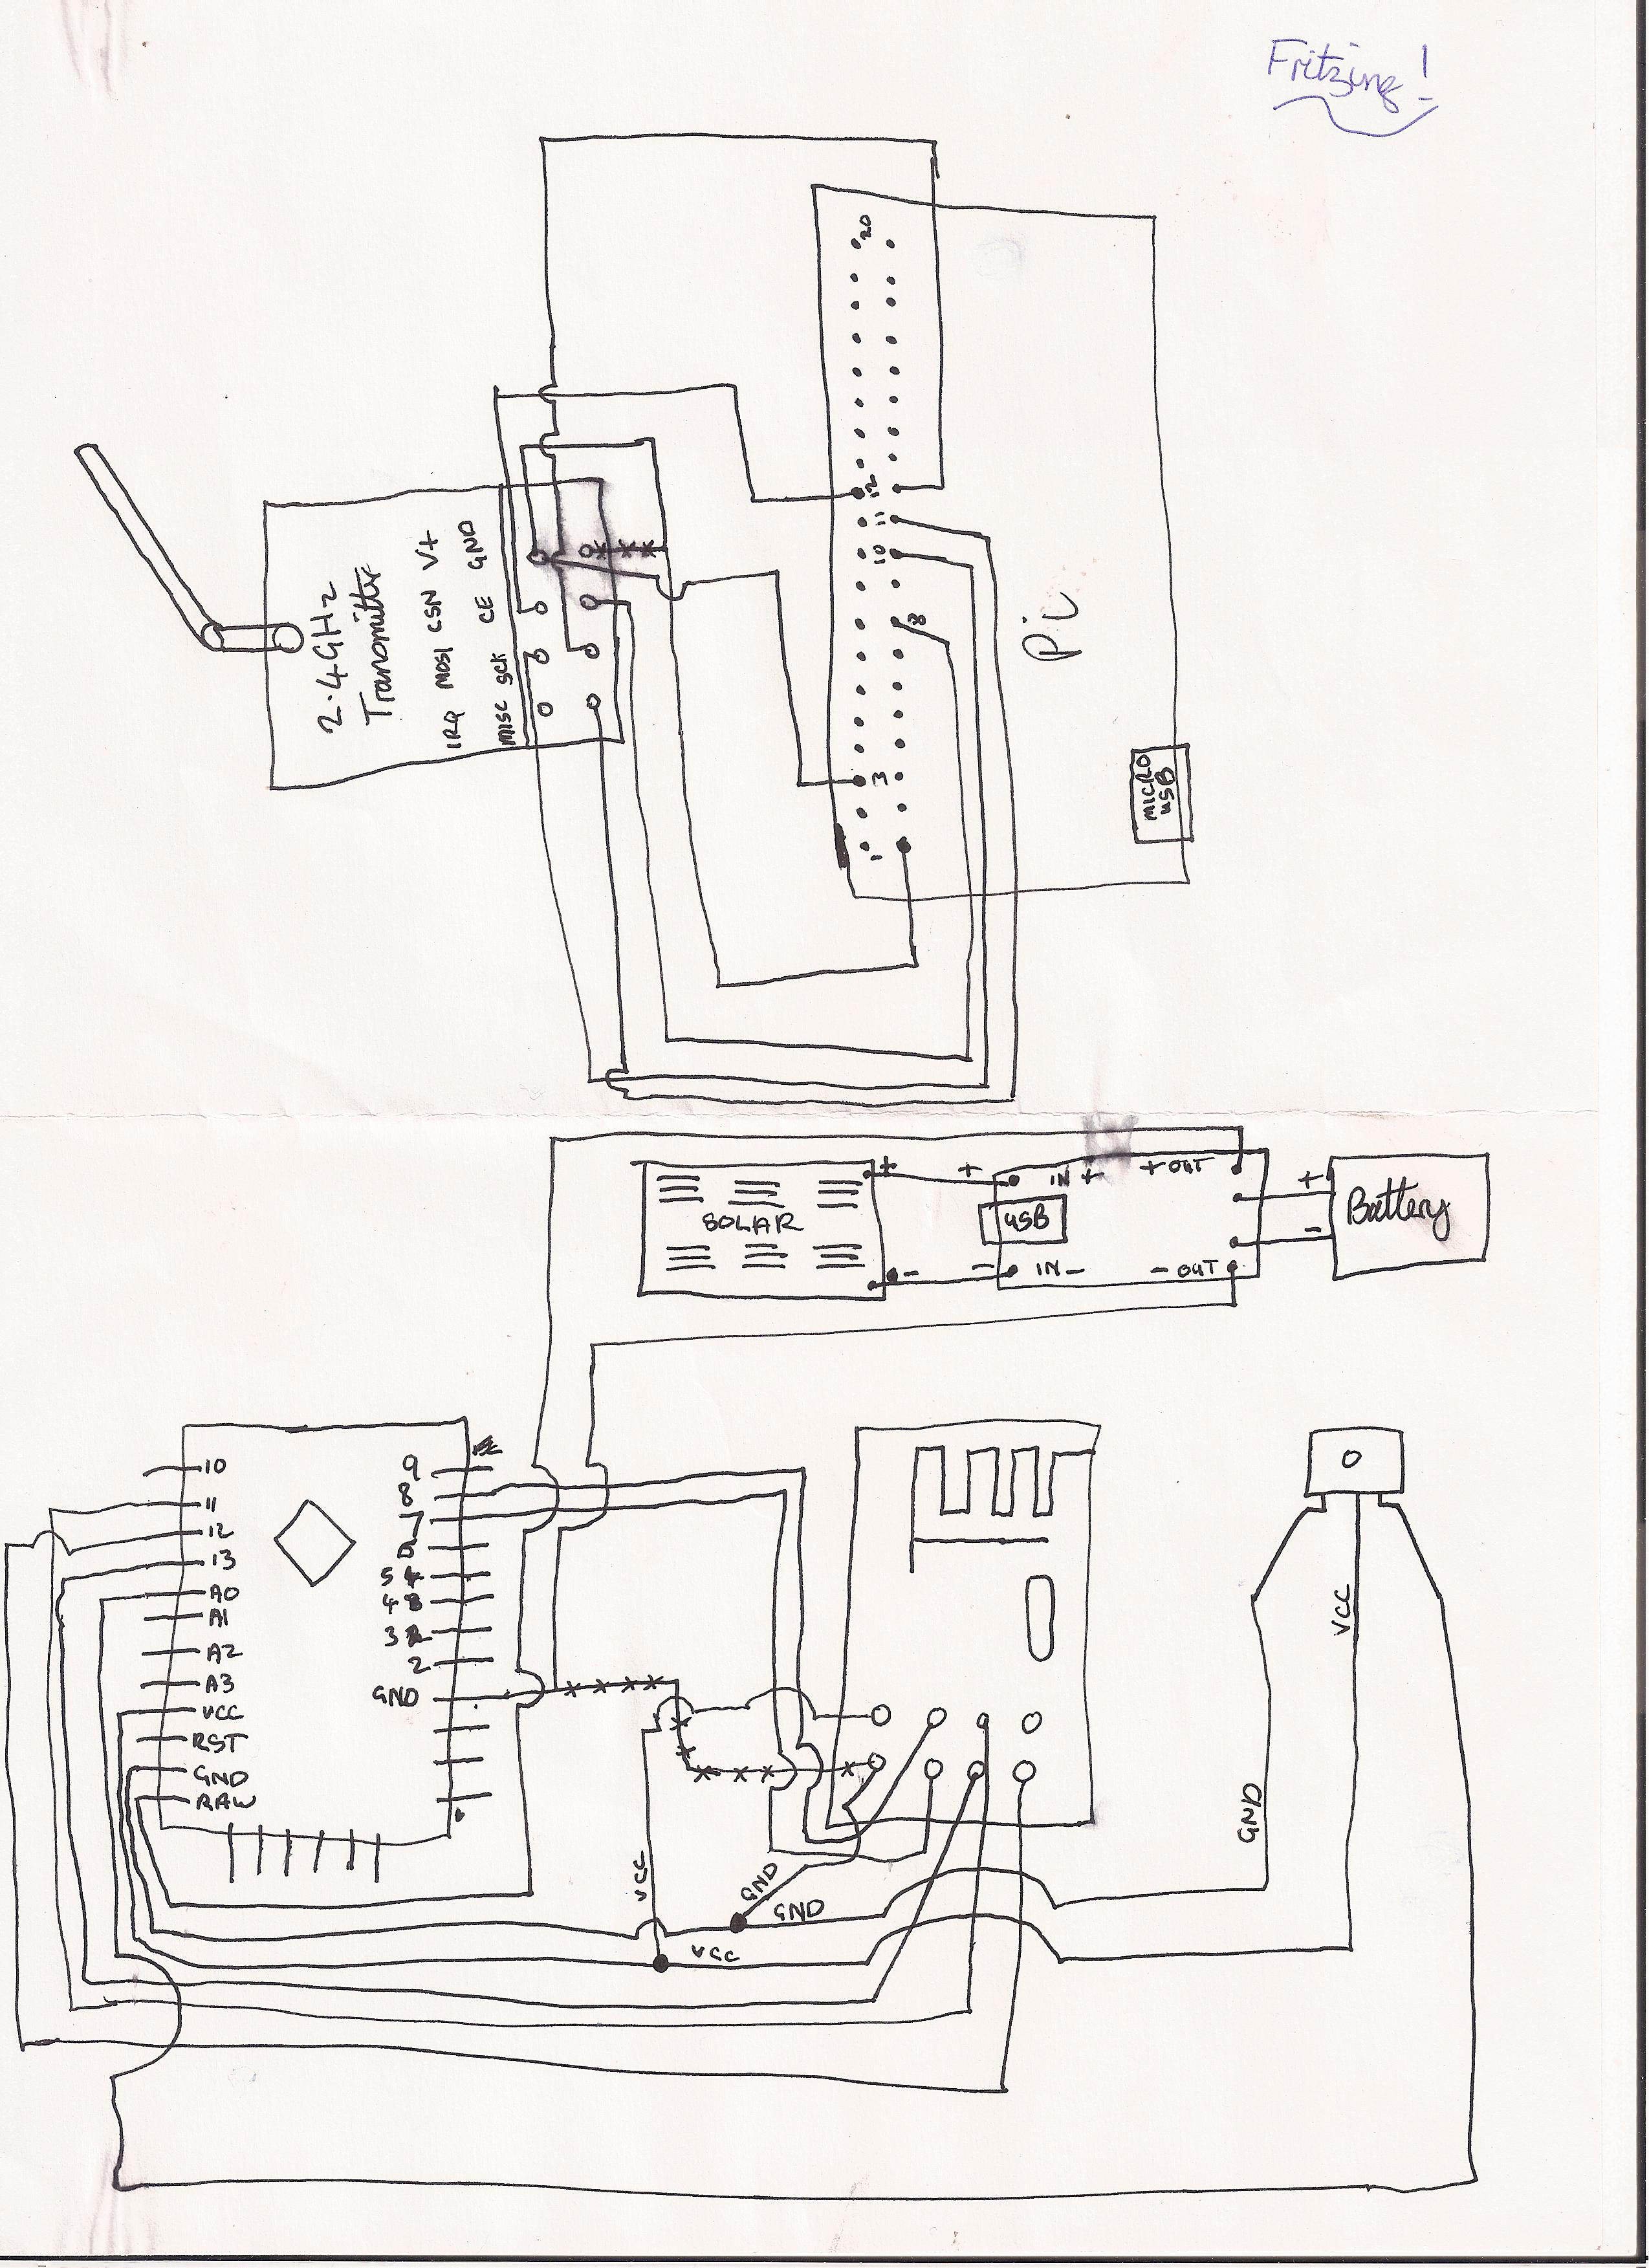 Fritzing!
20
12
11
10
8
3
1
Pi
MICRO
USB
2.4GHz
Transmitter
V+
GND
CSN
CE
MOSI
SCK
IRQ
MISC
SOLAR
+
+
-
-
IN +
+ OUT
USB
IN -
- OUT
+
-
Battery
10
11
12
13
A0
A1
A2
A3
VCC
RST
GND
RAW
9
8
7
5
4
3
2
GND
VCC
GND
GND
VCC
GND
VCC